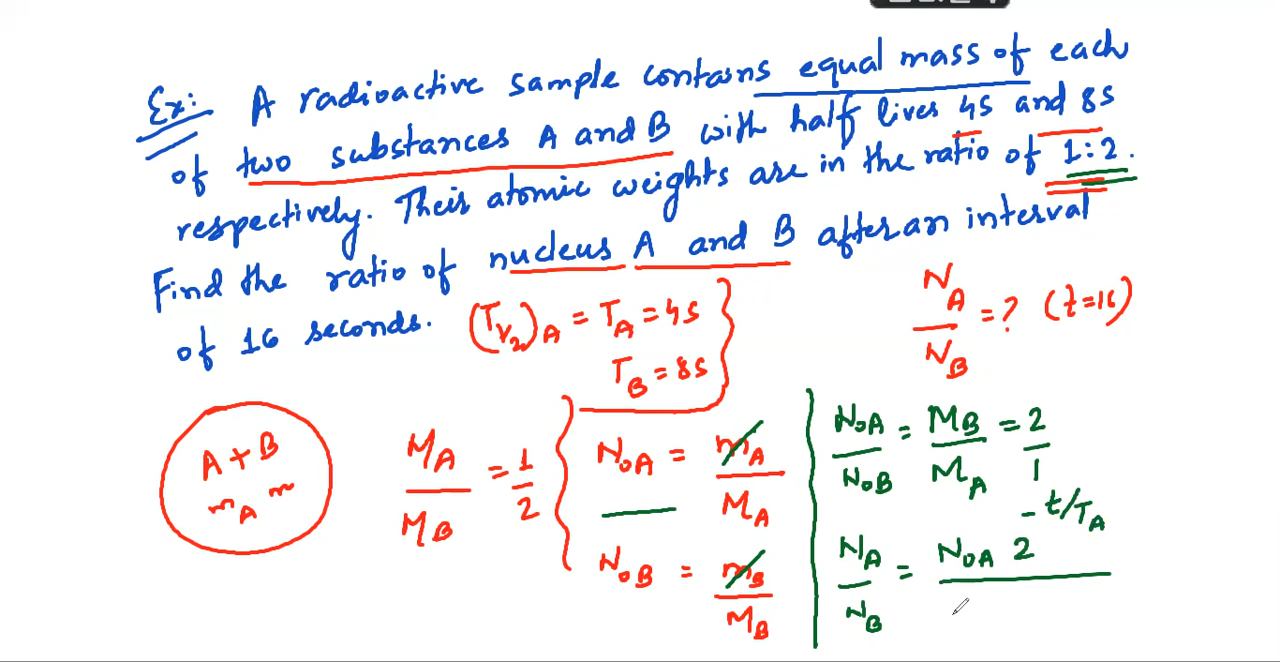 Ex: A radioactive sample contains equal mass of each
of two substances A and B with half lives 4s and 8s
respectively. Their atomic weights are in the ratio of 1:2.
Find the ratio of nucleus A and B after an interval
of 16 seconds.
(T1/2)A = TA = 4s
TB = 8s
NA/NB = ? (t=16)
A + B
mA m
MA/MB = 1/2
N0A = mA/MA
N0B = mB/MB
N0A/N0B = MB/MA = 2/1
NA/NB = N0A 2^-t/TA